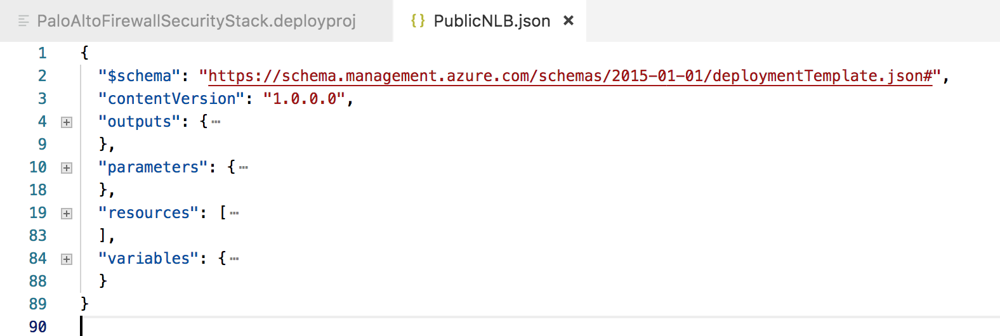 PaloAltoFirewallSecurityStack.deployproj {} PublicNLB.json ×
1 {
2 "$schema": "https://schema.management.azure.com/schemas/2015-01-01/deploymentTemplate.json#",
3 "contentVersion": "1.0.0.0",
4 "outputs": {⋯
9 },
10 "parameters": {⋯
18 },
19 "resources": [⋯
83 ],
84 "variables": {⋯
88 }
89 }
90